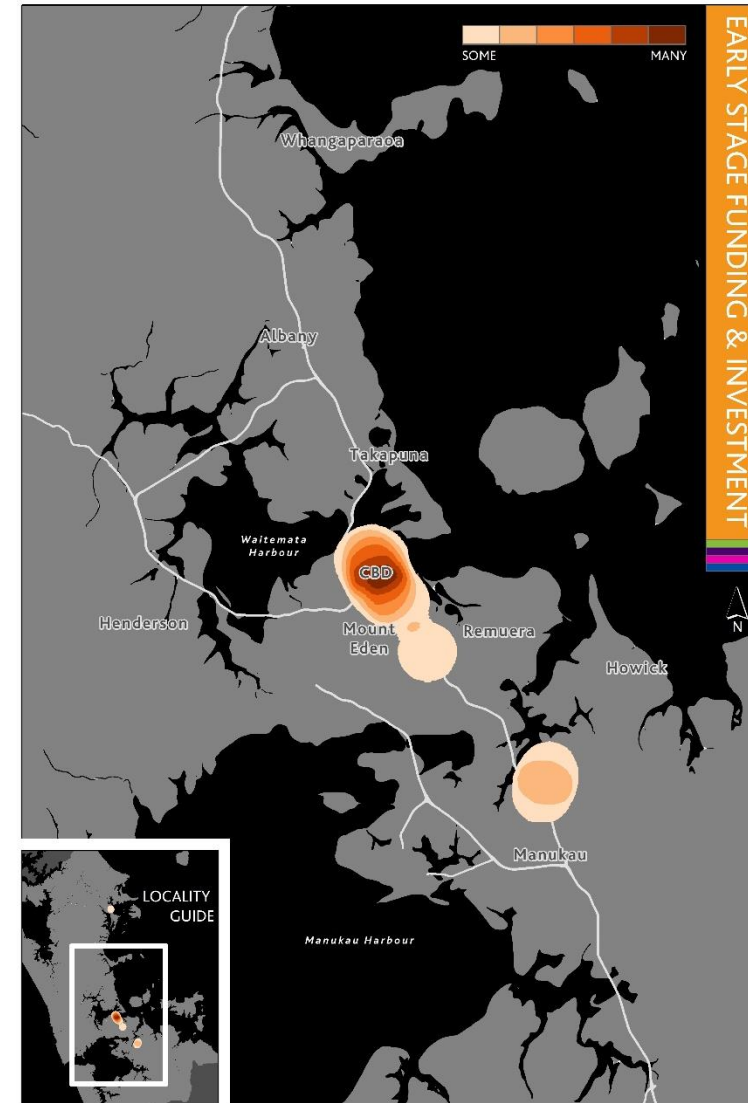 SOME
MANY
EARLY STAGE FUNDING & INVESTMENT
Whangaparaoa
Albany
Takapuna
Waitemata
Harbour
CBD
Henderson
Mount
Eden
Remuera
N
Howick
Manukau
LOCALITY
GUIDE
Manukau Harbour